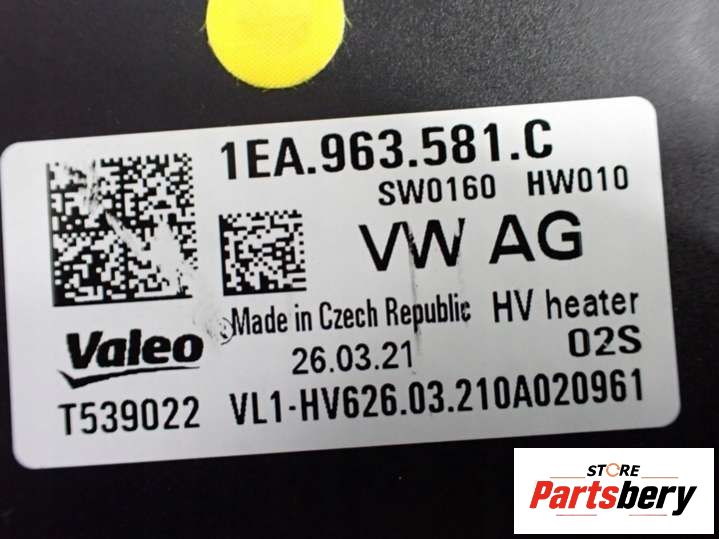 1EA.963.581.C
SW0160 HW010
VW AG
Made in Czech Republic HV heater
Valeo 26.03.21 02S
T539022 VL1-HV626.03.210A020961
STORE
Partsbery